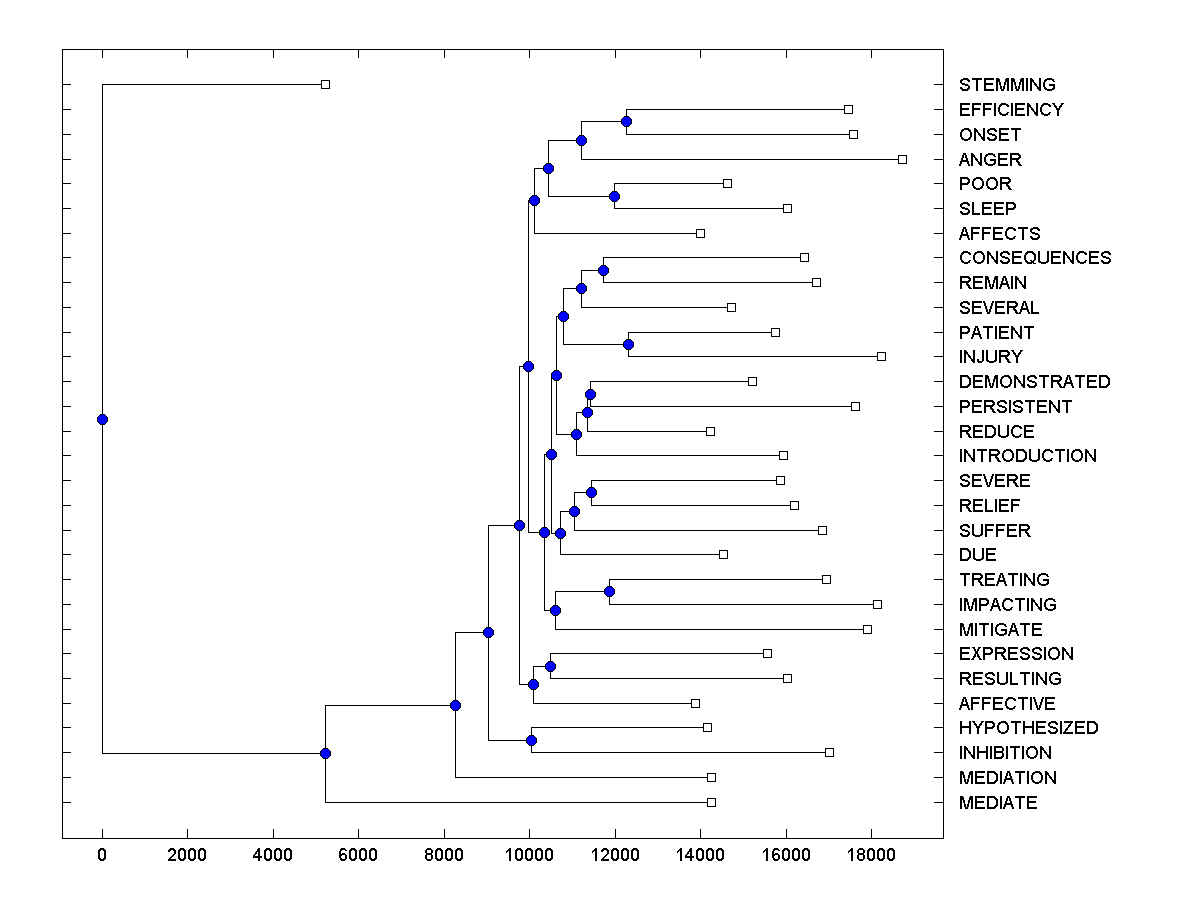 STEMMING
EFFICIENCY
ONSET
ANGER
POOR
SLEEP
AFFECTS
CONSEQUENCES
REMAIN
SEVERAL
PATIENT
INJURY
DEMONSTRATED
PERSISTENT
REDUCE
INTRODUCTION
SEVERE
RELIEF
SUFFER
DUE
TREATING
IMPACTING
MITIGATE
EXPRESSION
RESULTING
AFFECTIVE
HYPOTHESIZED
INHIBITION
MEDIATION
MEDIATE
0 2000 4000 6000 8000 10000 12000 14000 16000 18000